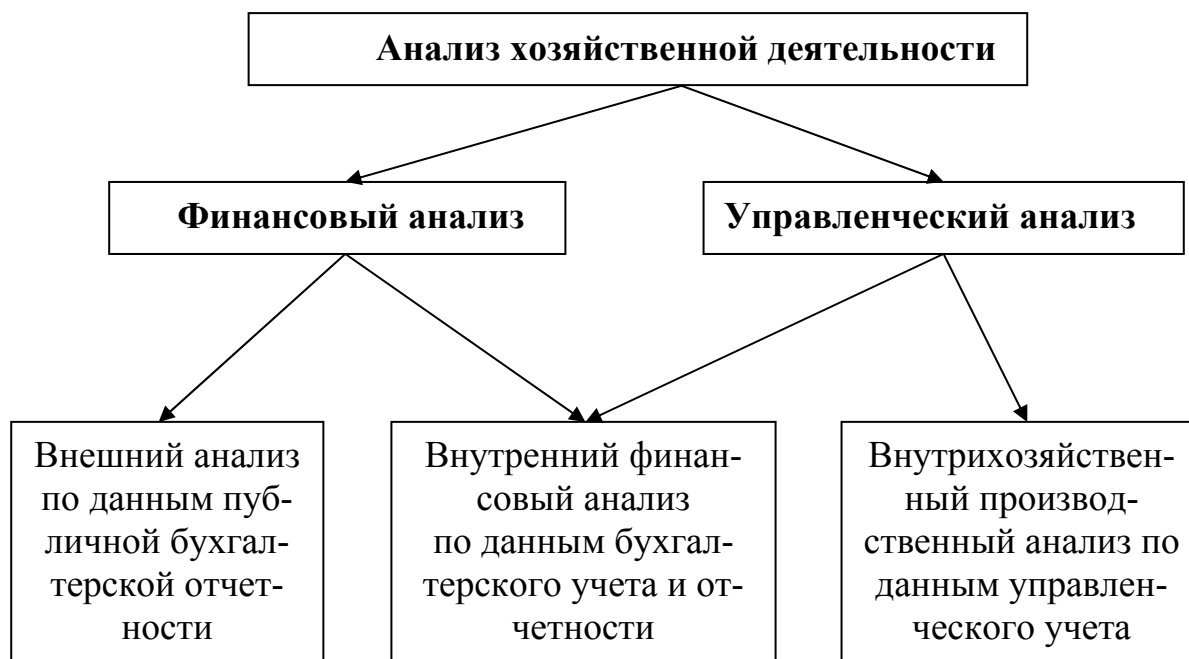 Анализ хозяйственной деятельности
Финансовый анализ
Управленческий анализ
Внешний анализ
по данным пуб-
личной бухгал-
терской отчет-
ности
Внутренний финан-
совый анализ
по данным бухгал-
терского учета и от-
четности
Внутрихозяйствен-
ный производ-
ственный анализ по
данным управлен-
ческого учета